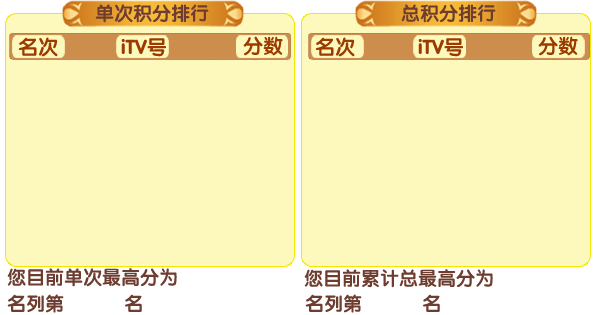 单次积分排行
名次 iTV号 分数
您目前单次最高分为
名列第 名
总积分排行
名次 iTV号 分数
您目前累计总最高分为
名列第 名